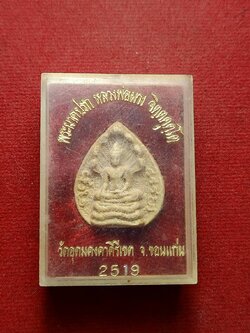 พระนาคปรก หลวงพ่อผาง จิตฺตคุตฺโต
วัดอุดมคงคาคีรีเขต จ.ขอนแก่น
2519